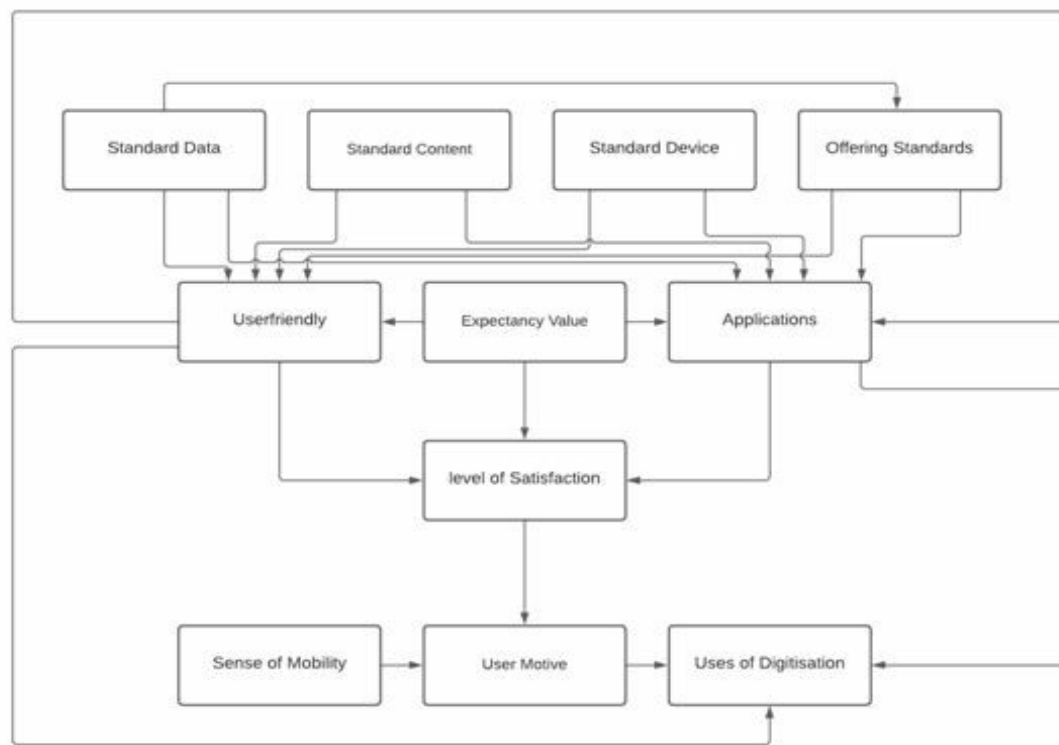 Standard Data
Standard Content
Standard Device
Offering Standards
Userfriendly
Expectancy Value
Applications
level of Satisfaction
Sense of Mobility
User Motive
Uses of Digitisation